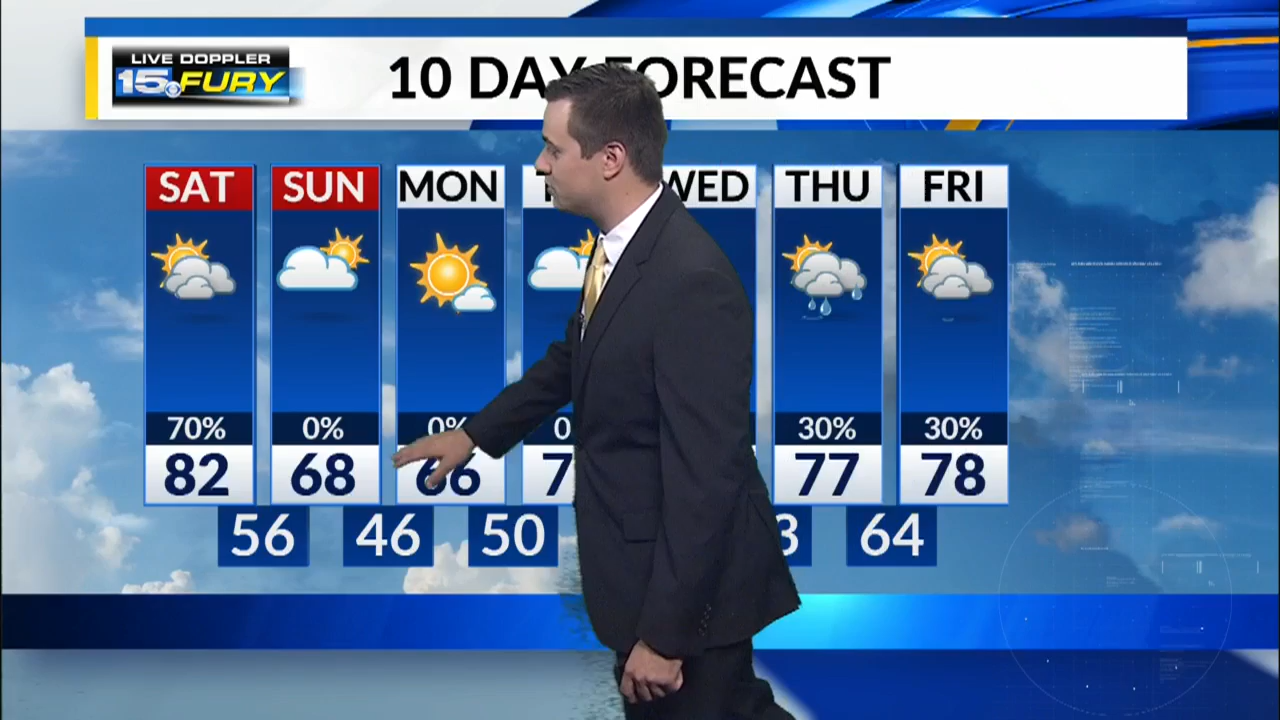 LIVE DOPPLER
15 FURY
10 DAY FORECAST
SAT SUN MON WED THU FRI
70% 0% 0% 30% 30%
82 68 66 77 78
56 46 50 64